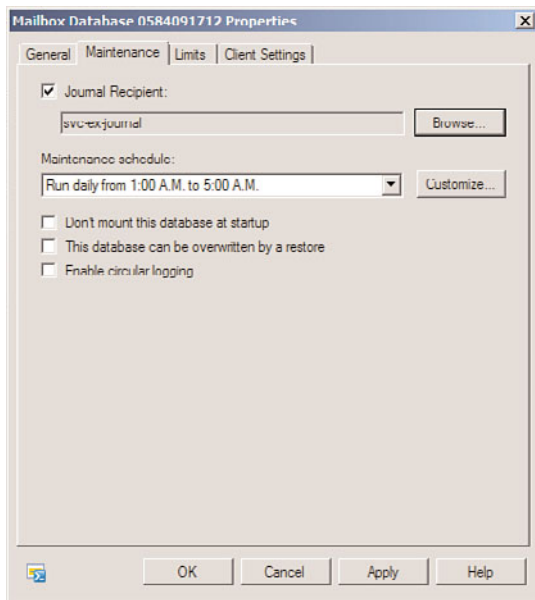 Mailbox Database 0584091712 Properties
General Maintenance Limits Client Settings
Journal Recipient:
svc-ex-journal Browse...
Maintenance schedule:
Run daily from 1:00 A.M. to 5:00 A.M. Customize...
Don't mount this database at startup
This database can be overwritten by a restore
Enable circular logging
OK Cancel Apply Help